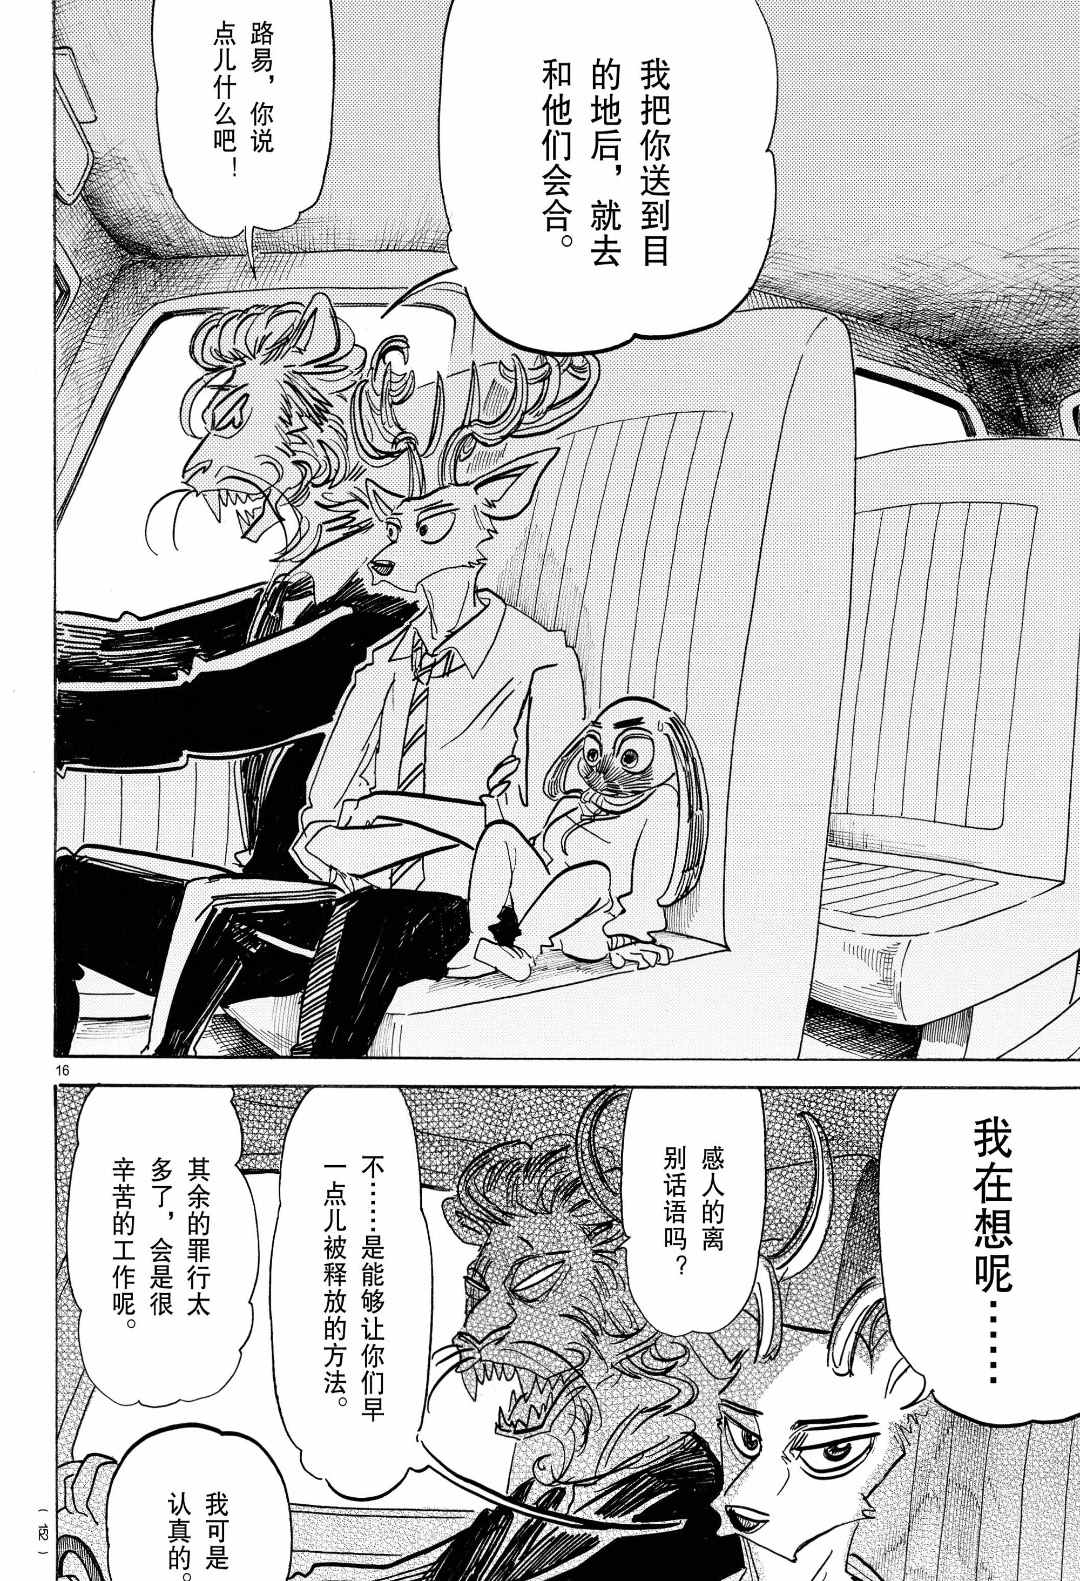 我把你送到目
的地后，就去
和他们会合。
路易，你说
点儿什么吧！
16
我在想呢……
感人的离
别话语吗？
不……是能够让你们早
一点儿被释放的方法。
其余的罪行太
多了，会是很
辛苦的工作呢。
我可是
认真的。